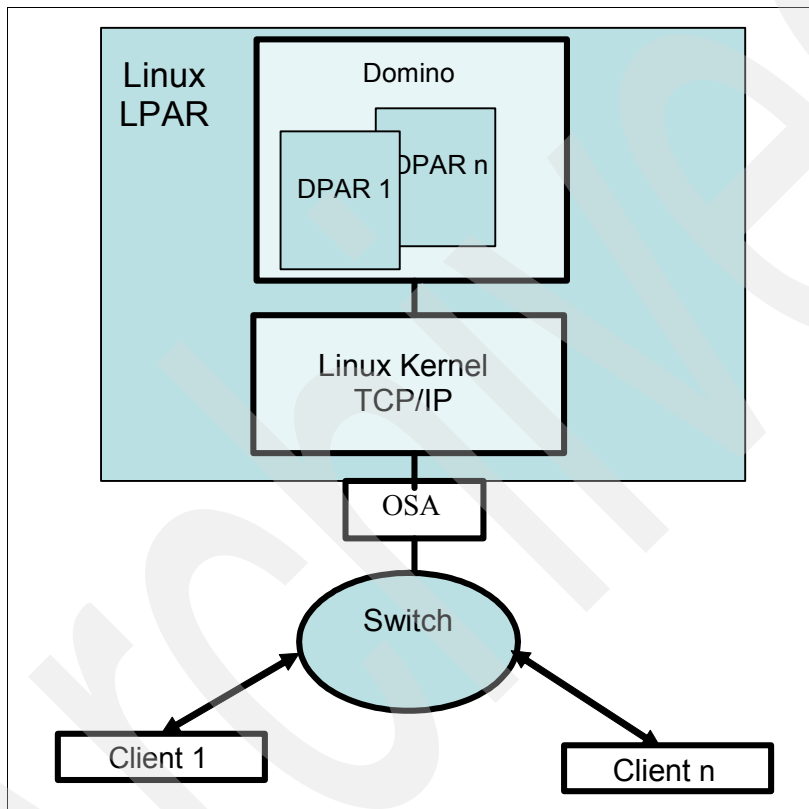 Linux
LPAR
Domino
DPAR n
DPAR 1
Linux Kernel
TCP/IP
OSA
Switch
Client 1
Client n